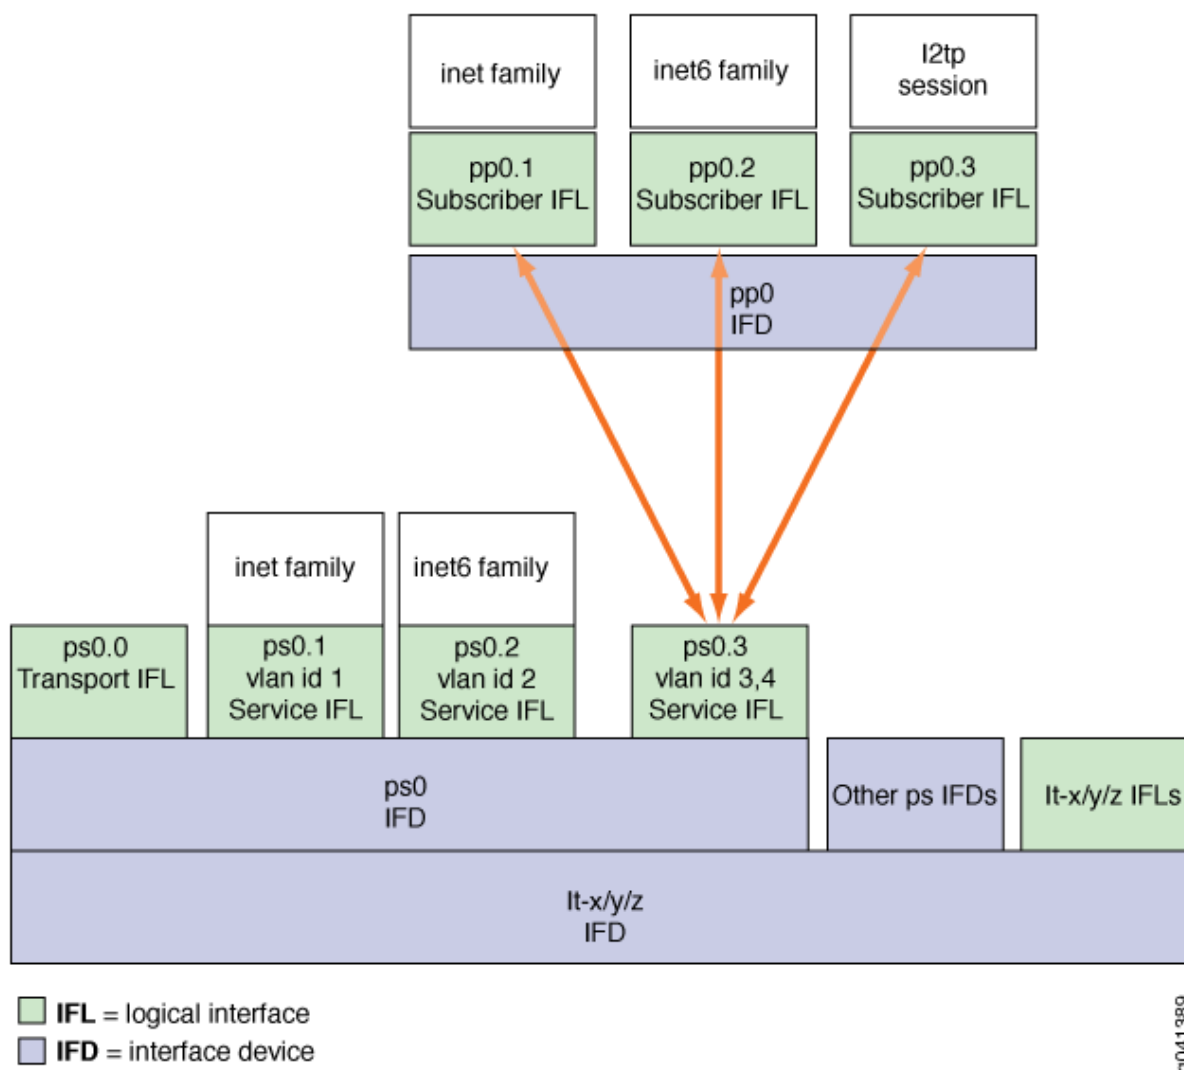 inet family
inet6 family
l2tp
session
pp0.1
Subscriber IFL
pp0.2
Subscriber IFL
pp0.3
Subscriber IFL
pp0
IFD
inet family
inet6 family
ps0.0
Transport IFL
ps0.1
vlan id 1
Service IFL
ps0.2
vlan id 2
Service IFL
ps0.3
vlan id 3,4
Service IFL
ps0
IFD
Other ps IFDs
lt-x/y/z IFLs
lt-x/y/z
IFD
IFL = logical interface
IFD = interface device
g041389